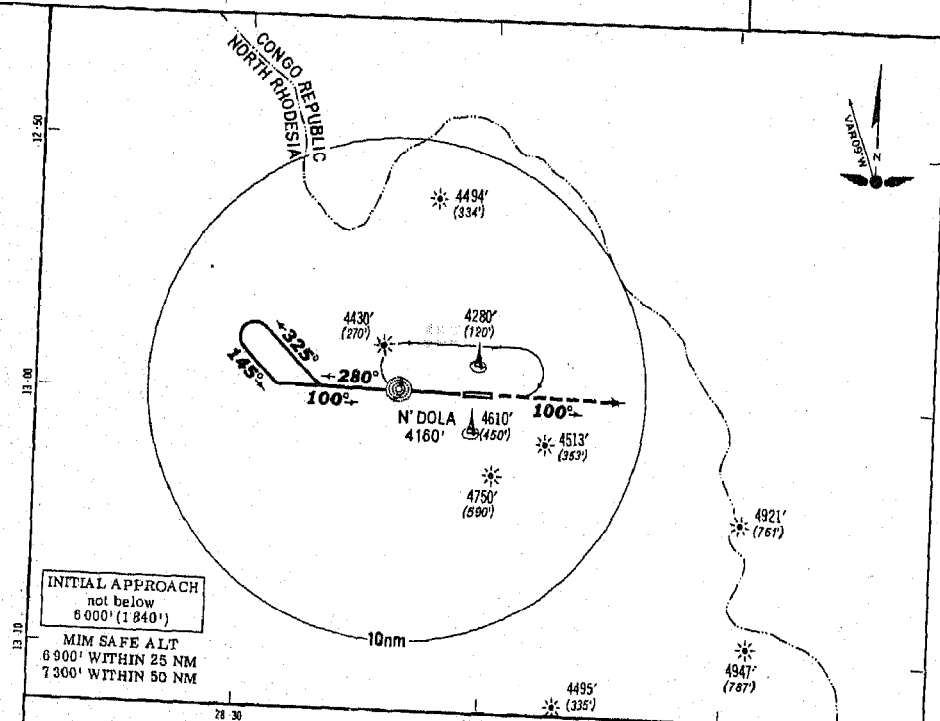 CONGO REPUBLIC
NORTH RHODESIA
12-50
N
4494'
(334')
4430'
(270')
4280'
(120')
325°
145°
280°
100°
13-00
N'DOLA
4160'
4610'
(450')
100°
4513'
(353')
4750'
(590')
4921'
(761')
INITIAL APPROACH
not below
6000' (1840')
MIM SAFE ALT
6900' WITHIN 25 NM
7300' WITHIN 50 NM
10nm
13-10
4947'
(787')
4495'
(335')
28-30